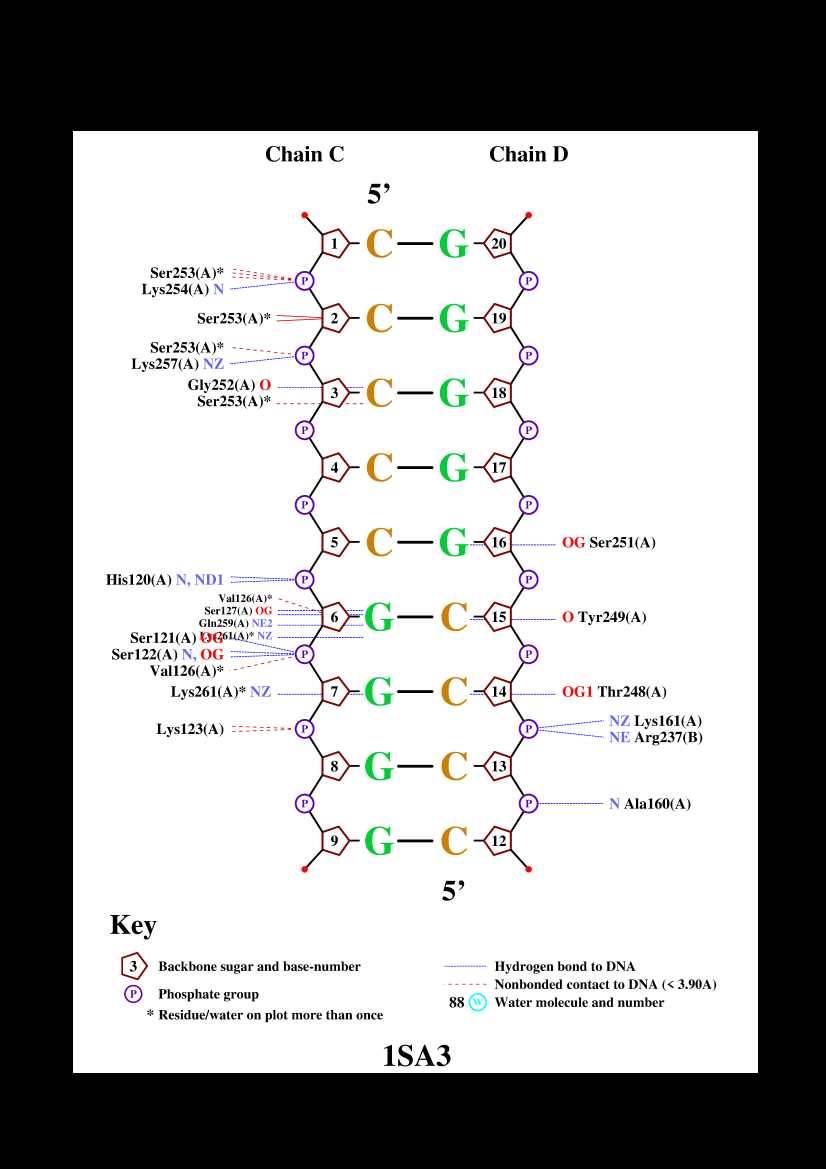 Chain C Chain D
5’
1 C G 20
Ser253(A)* P P
Lys254(A) N
Ser253(A)* 2 C G 19
Ser253(A)* P P
Lys257(A) NZ
Gly252(A) O 3 C G 18
Ser253(A)*
P P
4 C G 17
P P
5 C G 16 OG Ser251(A)
His120(A) N, ND1 P P
Val126(A)*
Ser127(A) OG 6 G C 15 O Tyr249(A)
Gln259(A) NE2
Lys261(A)* NZ
Ser121(A) OG
Ser122(A) N, OG P P
Val126(A)*
Lys261(A)* NZ 7 G C 14 OG1 Thr248(A)
NZ Lys161(A)
Lys123(A) P P
NE Arg237(B)
8 G C 13
P P N Ala160(A)
9 G C 12
5’
Key
3 Backbone sugar and base-number
P Phosphate group
* Residue/water on plot more than once
Hydrogen bond to DNA
Nonbonded contact to DNA (< 3.90A)
88 W Water molecule and number
1SA3